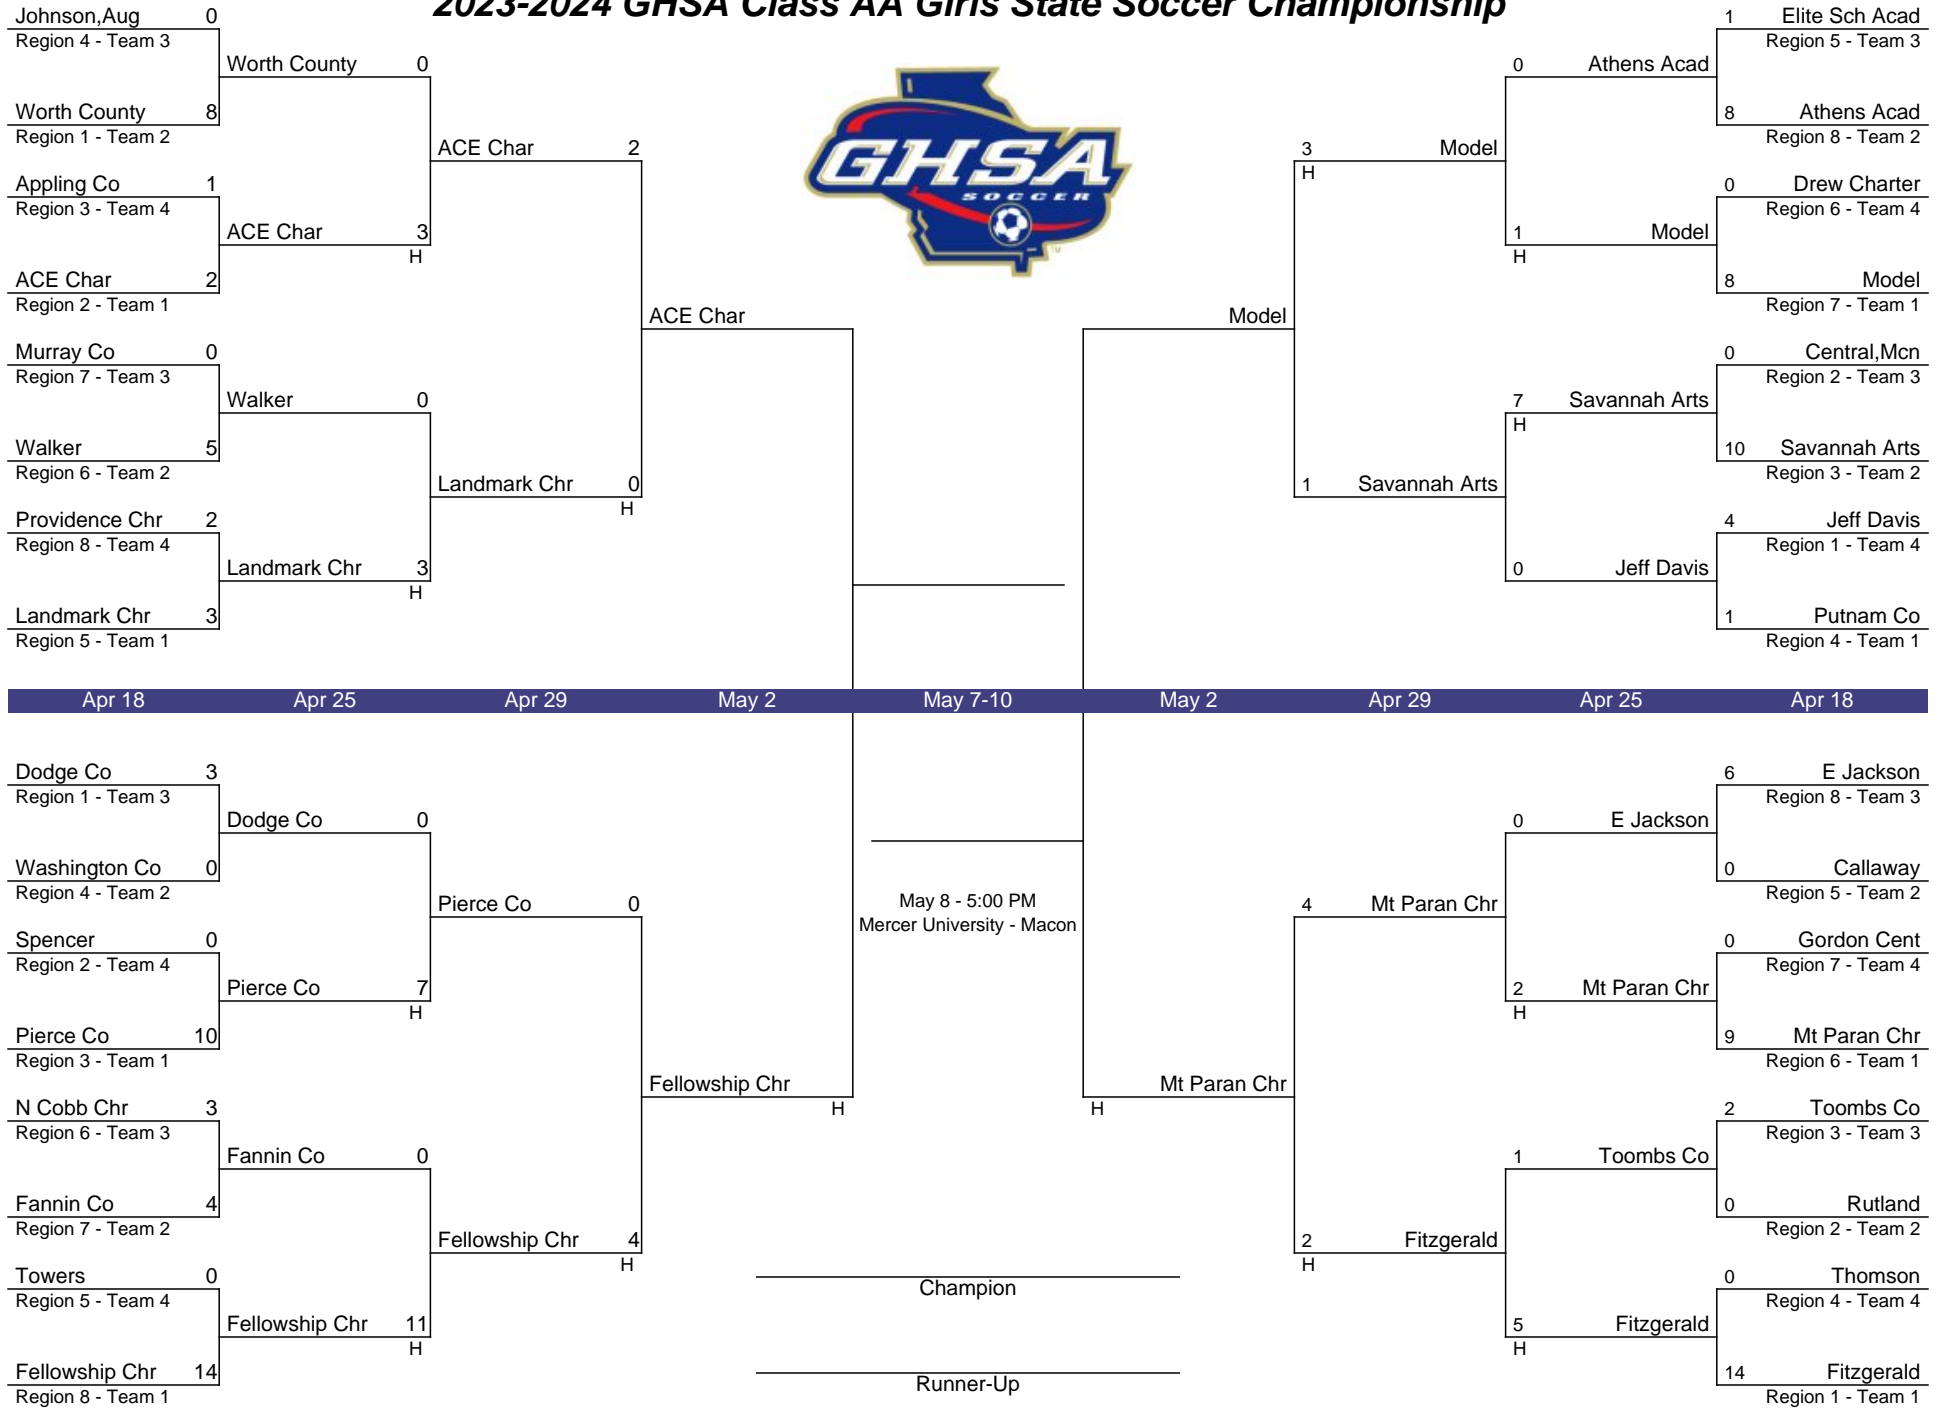 2023-2024 GHSA Class AA Girls State Soccer Championship
Johnson,Aug 0
Region 4 - Team 3
Worth County 0
Worth County 8
Region 1 - Team 2
ACE Char 2
Appling Co 1
Region 3 - Team 4
ACE Char 3
H
ACE Char 2
Region 2 - Team 1
ACE Char
Murray Co 0
Region 7 - Team 3
Walker 0
Walker 5
Region 6 - Team 2
Landmark Chr 0
H
Providence Chr 2
Region 8 - Team 4
Landmark Chr 3
H
Landmark Chr 3
Region 5 - Team 1
GHSA
SOCCER
TM
1 Elite Sch Acad
Region 5 - Team 3
0 Athens Acad
8 Athens Acad
Region 8 - Team 2
3 Model
H
0 Drew Charter
Region 6 - Team 4
1 Model
H
8 Model
Region 7 - Team 1
Model
0 Central,Mcn
Region 2 - Team 3
7 Savannah Arts
H
10 Savannah Arts
Region 3 - Team 2
1 Savannah Arts
4 Jeff Davis
Region 1 - Team 4
0 Jeff Davis
1 Putnam Co
Region 4 - Team 1
Apr 18 Apr 25 Apr 29 May 2 May 7-10 May 2 Apr 29 Apr 25 Apr 18
Dodge Co 3
Region 1 - Team 3
Dodge Co 0
Washington Co 0
Region 4 - Team 2
Pierce Co 0
Spencer 0
Region 2 - Team 4
Pierce Co 7
H
Pierce Co 10
Region 3 - Team 1
Fellowship Chr
H
N Cobb Chr 3
Region 6 - Team 3
Fannin Co 0
Fannin Co 4
Region 7 - Team 2
Fellowship Chr 4
H
Towers 0
Region 5 - Team 4
Fellowship Chr 11
H
Fellowship Chr 14
Region 8 - Team 1
May 8 - 5:00 PM
Mercer University - Macon
Champion
Runner-Up
6 E Jackson
Region 8 - Team 3
0 E Jackson
0 Callaway
Region 5 - Team 2
4 Mt Paran Chr
0 Gordon Cent
Region 7 - Team 4
2 Mt Paran Chr
H
9 Mt Paran Chr
Region 6 - Team 1
Mt Paran Chr
H
2 Toombs Co
Region 3 - Team 3
1 Toombs Co
0 Rutland
Region 2 - Team 2
2 Fitzgerald
H
0 Thomson
Region 4 - Team 4
5 Fitzgerald
H
14 Fitzgerald
Region 1 - Team 1